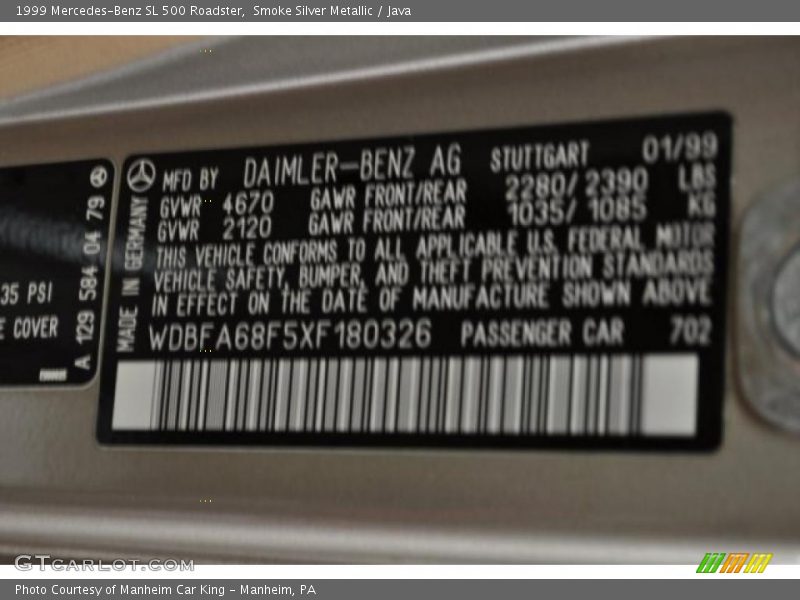 1999 Mercedes-Benz SL 500 Roadster,  Smoke Silver Metallic / Java
35 PSI
E COVER
A 129 584 04 79
MADE IN GERMANY
MFD BY DAIMLER-BENZ AG STUTTGART 01/99
GVWR 4670 GAWR FRONT/REAR 2280/ 2390 LBS
GVWR 2120 GAWR FRONT/REAR 1035/ 1085 KG
THIS VEHICLE CONFORMS TO ALL APPLICABLE U.S. FEDERAL MOTOR
VEHICLE SAFETY, BUMPER, AND THEFT PREVENTION STANDARDS
IN EFFECT ON THE DATE OF MANUFACTURE SHOWN ABOVE
WDBFA68F5XF180326 PASSENGER CAR 702
GTCARLOT.COM
Photo Courtesy of Manheim Car King - Manheim, PA